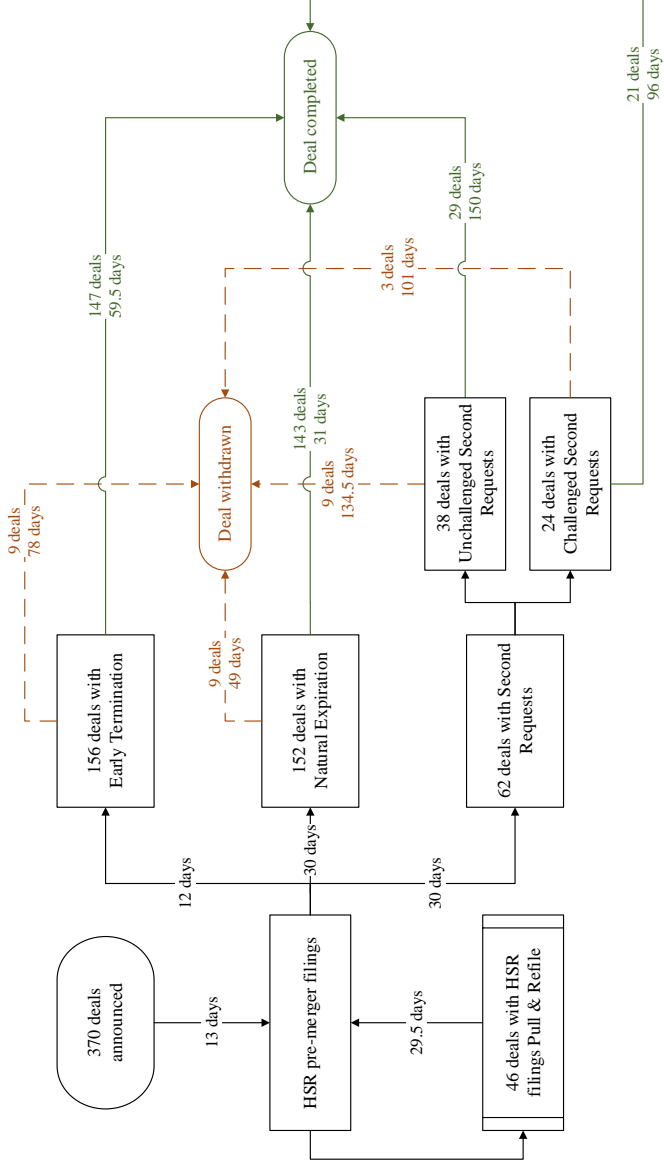 370 deals
announced
13 days
HSR pre-merger filings
29.5 days
46 deals with HSR
filings Pull & Refile
12 days
30 days
30 days
156 deals with
Early Termination
152 deals with
Natural Expiration
62 deals with Second
Requests
9 deals
78 days
9 deals
49 days
38 deals with
Unchallenged Second
Requests
24 deals with
Challenged Second
Requests
Deal withdrawn
9 deals
134.5 days
147 deals
59.5 days
143 deals
31 days
3 deals
101 days
29 deals
150 days
Deal completed
21 deals
96 days